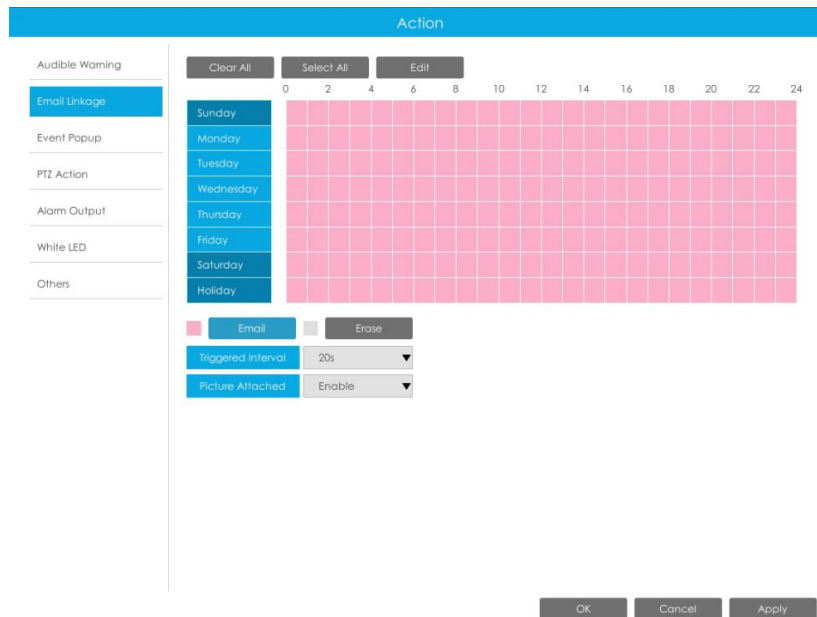 Action
Audible Warning
Email Linkage
Event Popup
PTZ Action
Alarm Output
White LED
Others
Clear All Select All Edit
0 2 4 6 8 10 12 14 16 18 20 22 24
Sunday
Monday
Tuesday
Wednesday
Thursday
Friday
Saturday
Holiday
Email Erase
Triggered Interval 20s
Picture Attached Enable
OK Cancel Apply